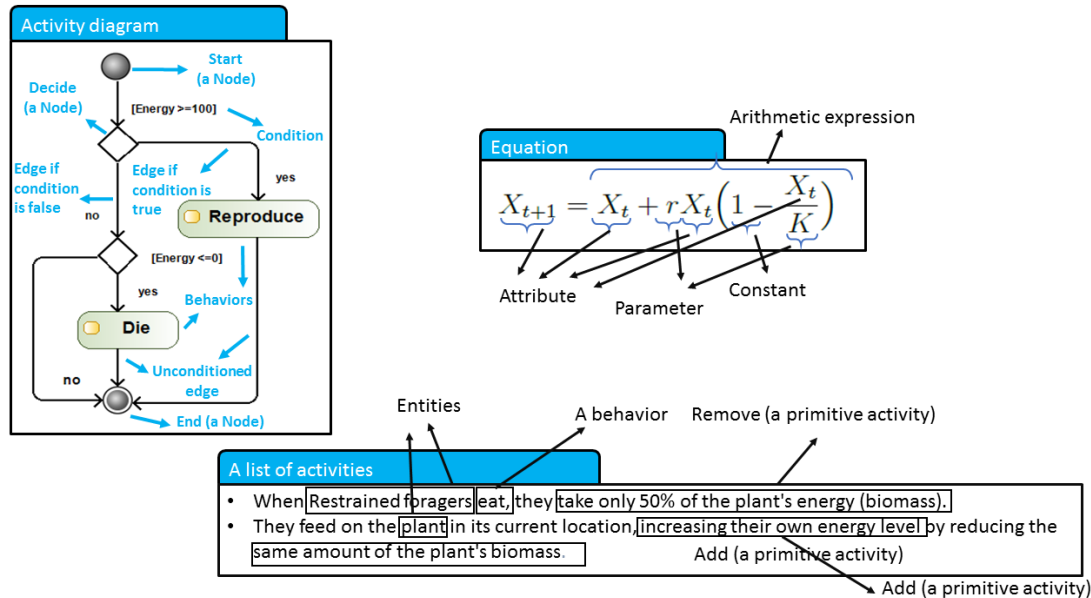 Activity diagram
Start
(a Node)
Decide
(a Node)
[Energy >=100]
Condition
Edge if
condition
is false
Edge if
condition is
true
yes
no
Reproduce
[Energy <=0]
yes
Behaviors
Die
no
Unconditioned
edge
End (a Node)
Arithmetic expression
Equation
X_{t+1} = X_t + rX_t(1 - X_t/K)
Attribute
Parameter
Constant
Entities
A behavior
Remove (a primitive activity)
A list of activities
• When Restrained foragers eat, they take only 50% of the plant's energy (biomass).
• They feed on the plant in its current location, increasing their own energy level by reducing the
same amount of the plant's biomass.
Add (a primitive activity)
Add (a primitive activity)